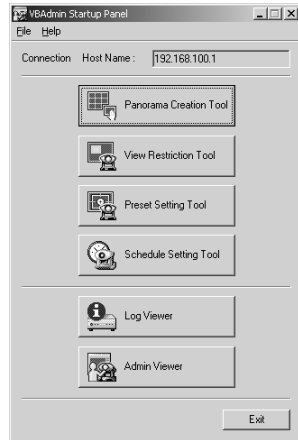 VBAdmin Startup Panel
File Help
Connection Host Name : 192.168.100.1
Panorama Creation Tool
View Restriction Tool
Preset Setting Tool
Schedule Setting Tool
Log Viewer
Admin Viewer
Exit